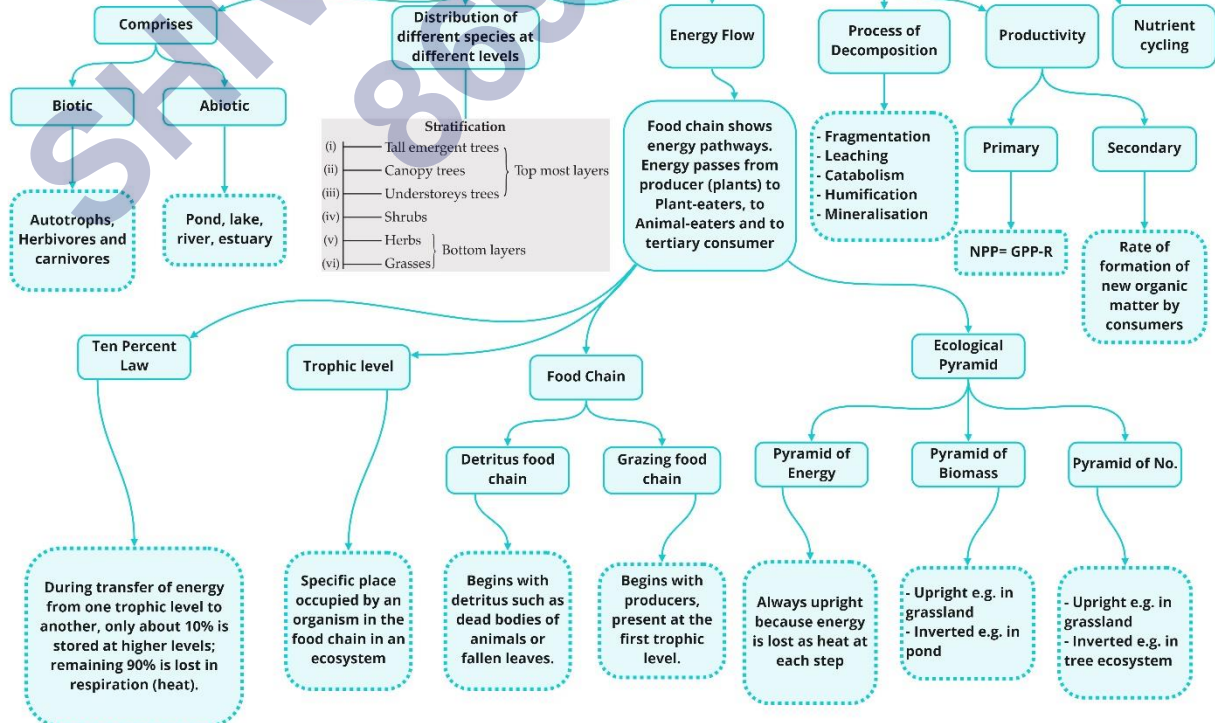 Comprises
Distribution of
different species at
different levels
Energy Flow
Process of
Decomposition
Productivity
Nutrient
cycling
Biotic
Abiotic
Autotrophs,
Herbivores and
carnivores
Pond, lake,
river, estuary
Stratification
(i) Tall emergent trees
(ii) Canopy trees
(iii) Understoreys trees
Top most layers
(iv) Shrubs
(v) Herbs
(vi) Grasses
Bottom layers
Food chain shows
energy pathways.
Energy passes from
producer (plants) to
Plant-eaters, to
Animal-eaters and to
tertiary consumer
- Fragmentation
- Leaching
- Catabolism
- Humification
- Mineralisation
Primary
Secondary
NPP= GPP-R
Rate of
formation of
new organic
matter by
consumers
Ten Percent
Law
Trophic level
Food Chain
Ecological
Pyramid
Detritus food
chain
Grazing food
chain
Pyramid of
Energy
Pyramid of
Biomass
Pyramid of No.
During transfer of energy
from one trophic level to
another, only about 10% is
stored at higher levels;
remaining 90% is lost in
respiration (heat).
Specific place
occupied by an
organism in the
food chain in an
ecosystem
Begins with
detritus such as
dead bodies of
animals or
fallen leaves.
Begins with
producers,
present at the
first trophic
level.
Always upright
because energy
is lost as heat at
each step
- Upright e.g. in
grassland
- Inverted e.g. in
pond
- Upright e.g. in
grassland
- Inverted e.g. in
tree ecosystem